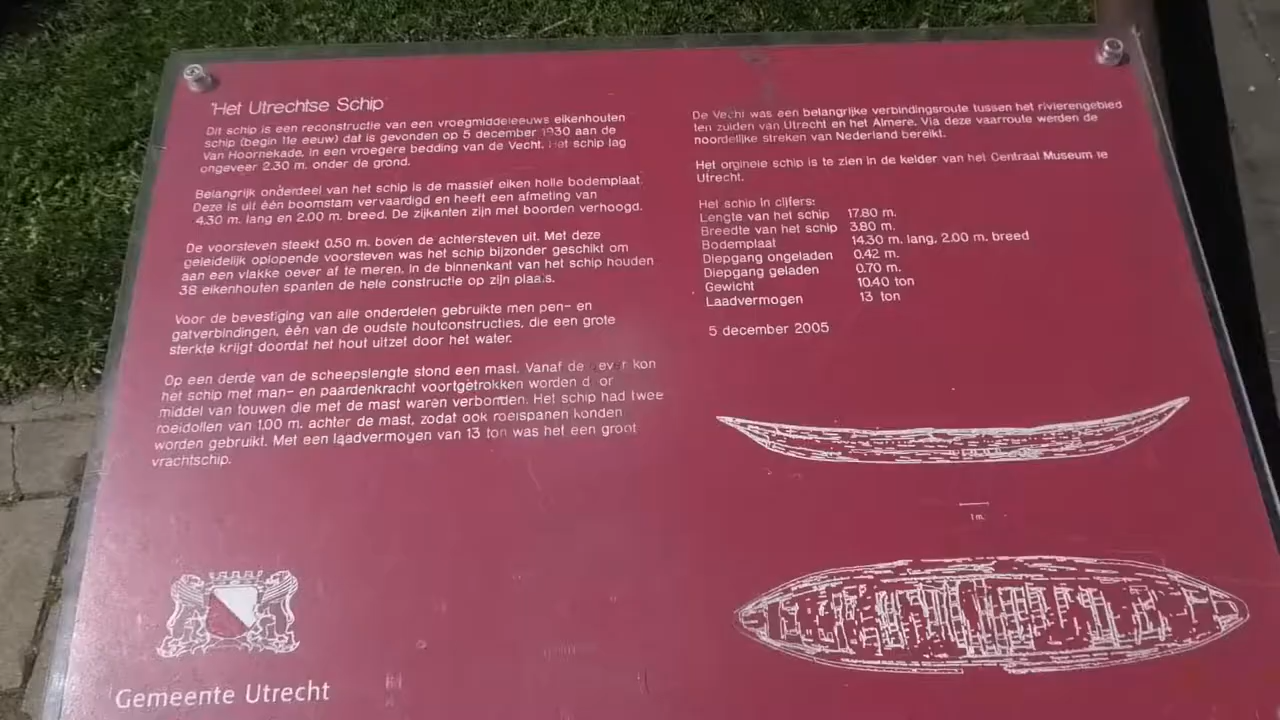 'Het Utrechtse Schip'
Dit schip is een reconstructie van een vroegmiddeleeuws eikenhouten
schip (begin 11e eeuw) dat is gevonden op 5 december 1930 aan de
Van Hoornekade, in een vroegere bedding van de Vecht. Het schip lag
ongeveer 2.30 m. onder de grond.
Belangrijk onderdeel van het schip is de massief eiken holle bodemplaat.
Deze is uit één boomstam vervaardigd en heeft een afmeting van
4.30 m. lang en 2.00 m. breed. De zijkanten zijn met boorden verhoogd.
De voorsteven steekt 0.50 m. boven de achtersteven uit. Met deze
geleidelijk oplopende voorsteven was het schip bijzonder geschikt om
aan een vlakke oever af te meren. In de binnenkant van het schip houden
38 eikenhouten spanten de hele constructie op zijn plaats.
Voor de bevestiging van alle onderdelen gebruikte men pen- en
gatverbindingen, één van de oudste houtconstructies, die een grote
sterkte krijgt doordat het hout uitzet door het water.
Op een derde van de scheepslengte stond een mast. Vanaf de ever kon
het schip met man- en paardenkracht voortgetrokken worden d or
middel van touwen die met de mast waren verbonden. Het schip had twee
roeidollen van 1.00 m. achter de mast, zodat ook roeispanen konden
worden gebruikt. Met een laadvermogen van 13 ton was het een groot
vrachtschip.
Gemeente Utrecht
De Vecht was een belangrijke verbindingsroute tussen het rivierengebied
ten zuiden van Utrecht en het Almere. Via deze vaarroute werden de
noordelijke streken van Nederland bereikt.
Het orginele schip is te zien in de kelder van het Centraal Museum te
Utrecht.
Het schip in cijfers:
Lengte van het schip 17.80 m.
Breedte van het schip 3.80 m.
Bodemplaat 14.30 m. lang, 2.00 m. breed
Diepgang ongeladen 0.42 m.
Diepgang geladen 0.70 m.
Gewicht 10.40 ton
Laadvermogen 13 ton
5 december 2005
1 m.